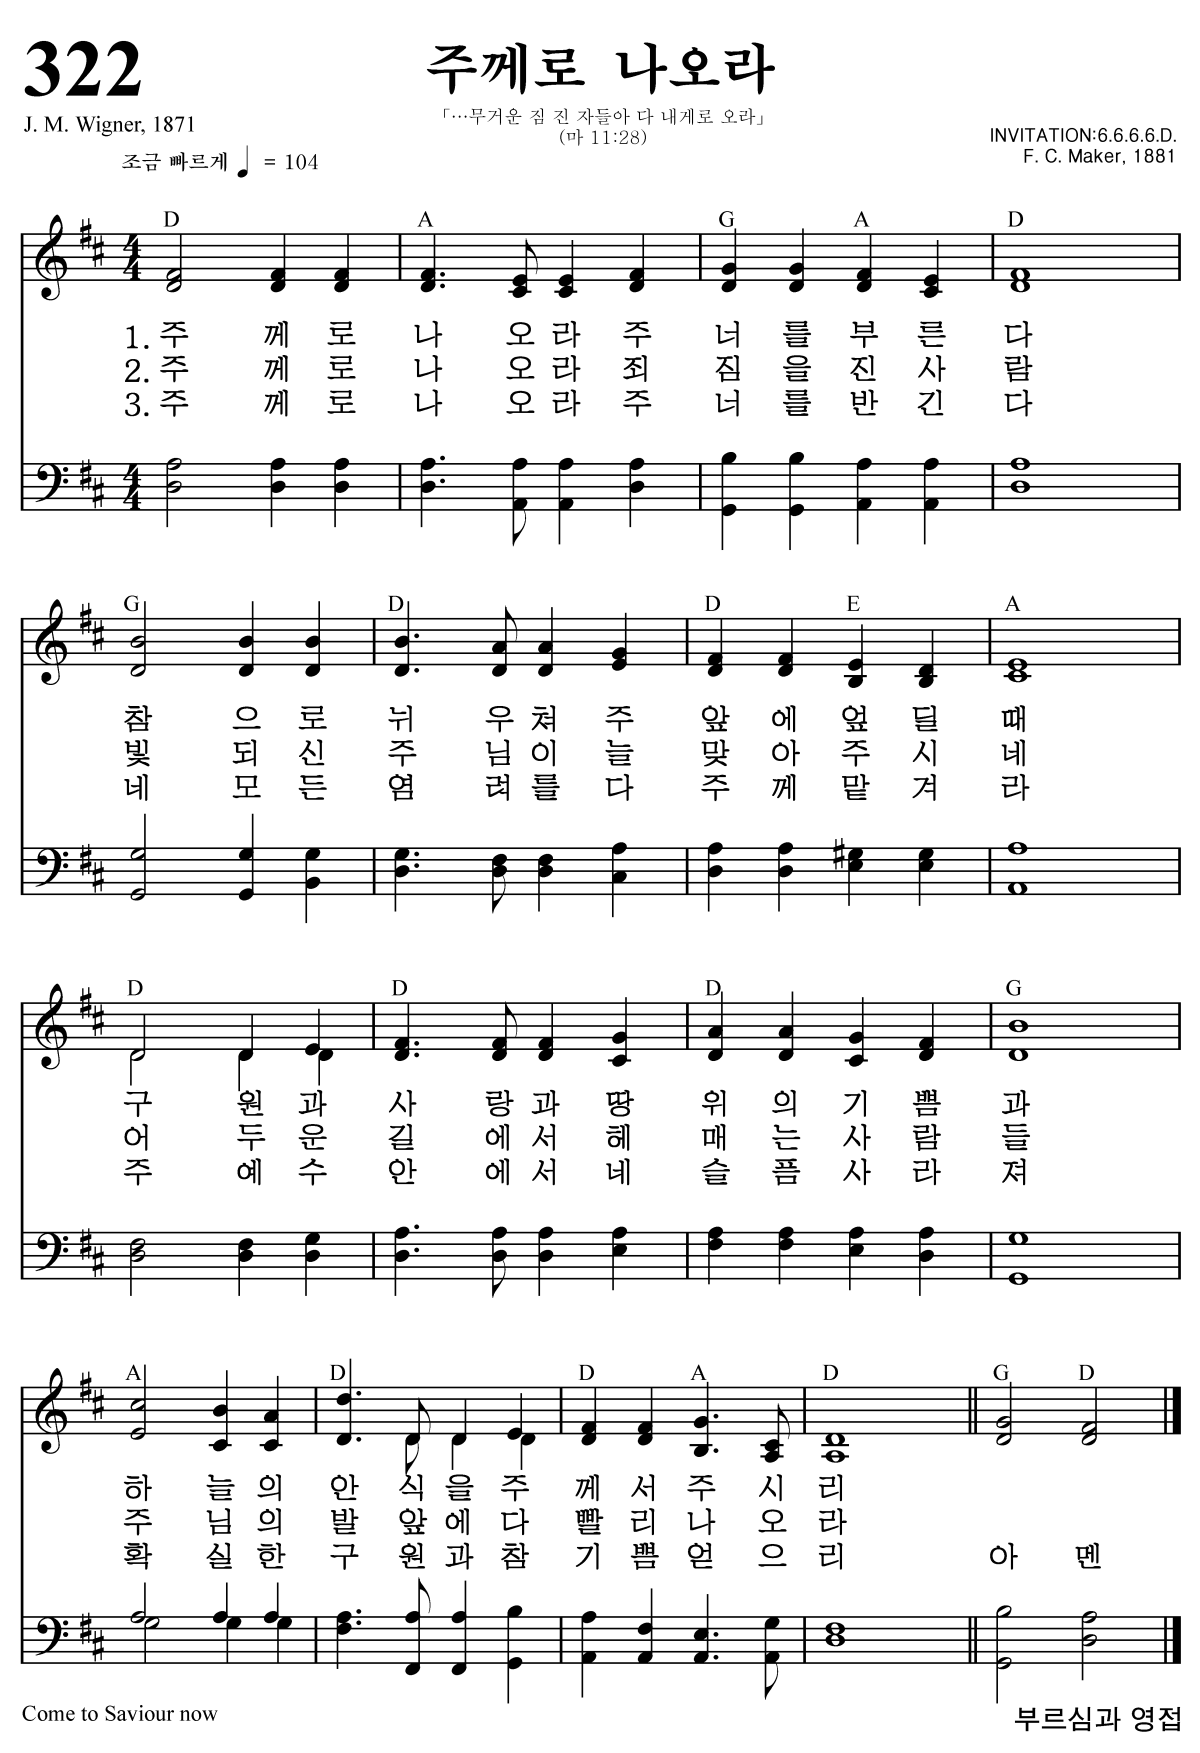 322
주께로 나오라
J. M. Wigner, 1871
「…무거운 짐 진 자들아 다 내게로 오라」
(마 11:28)
INVITATION:6.6.6.6.D.
F. C. Maker, 1881
조금 빠르게 ♩ = 104
D A G A D
1. 주 께 로 나 오 라 주 너 를 부 른 다
2. 주 께 로 나 오 라 죄 짐 을 진 사 람
3. 주 께 로 나 오 라 주 너 를 반 긴 다
G D D E A
참 으 로 뉘 우 쳐 주 앞 에 엎 딜 때
빛 되 신 주 님 이 늘 맞 아 주 시 네
네 모 든 염 려 를 다 주 께 맡 겨 라
D D D G
구 원 과 사 랑 과 땅 위 의 기 쁨 과
어 두 운 길 에 서 헤 매 는 사 람 들
주 예 수 안 에 서 네 슬 픔 사 라 져
A D D A D G D
하 늘 의 안 식 을 주 께 서 주 시 리
주 님 의 발 앞 에 다 빨 리 나 오 라
확 실 한 구 원 과 참 기 쁨 얻 으 리 아 멘
Come to Saviour now
부르심과 영접